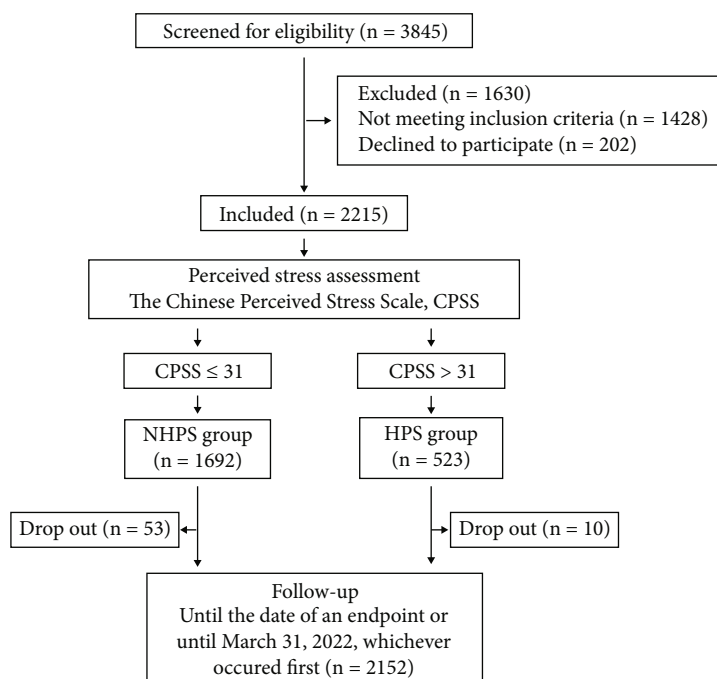 Screened for eligibility (n = 3845)
Excluded (n = 1630)
Not meeting inclusion criteria (n = 1428)
Declined to participate (n = 202)
Included (n = 2215)
Perceived stress assessment
The Chinese Perceived Stress Scale, CPSS
CPSS ≤ 31
CPSS > 31
NHPS group
(n = 1692)
HPS group
(n = 523)
Drop out (n = 53)
Drop out (n = 10)
Follow-up
Until the date of an endpoint or
until March 31, 2022, whichever
occured first (n = 2152)